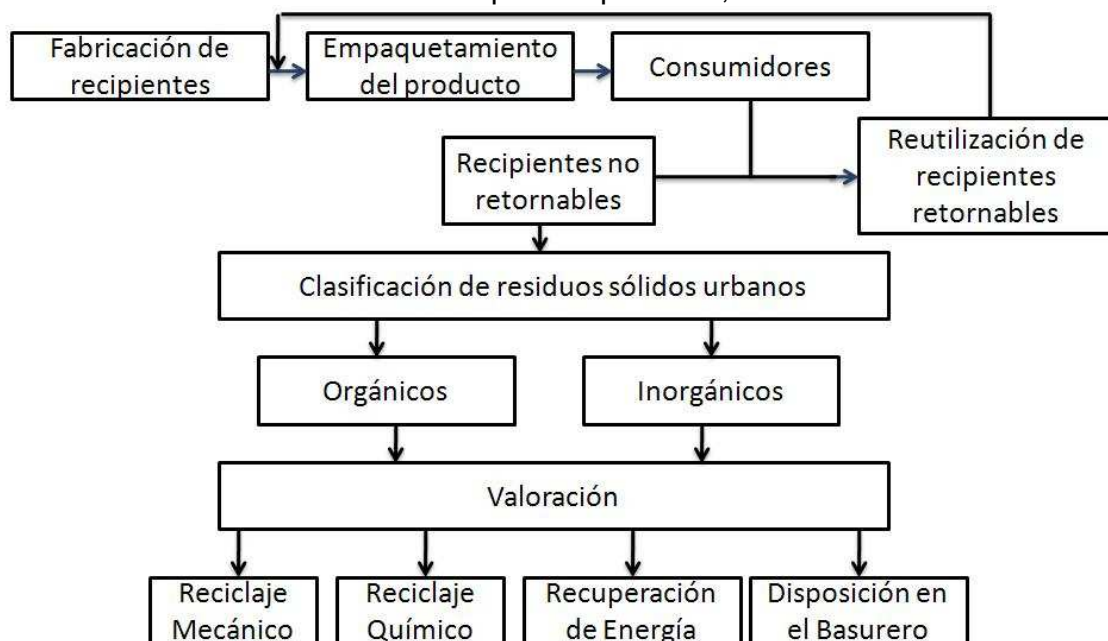 Fabricación de
recipientes
Empaquetamiento
del producto
Consumidores
Reutilización de
recipientes
retornables
Recipientes no
retornables
Clasificación de residuos sólidos urbanos
Orgánicos
Inorgánicos
Valoración
Reciclaje
Mecánico
Reciclaje
Químico
Recuperación
de Energía
Disposición en
el Basurero